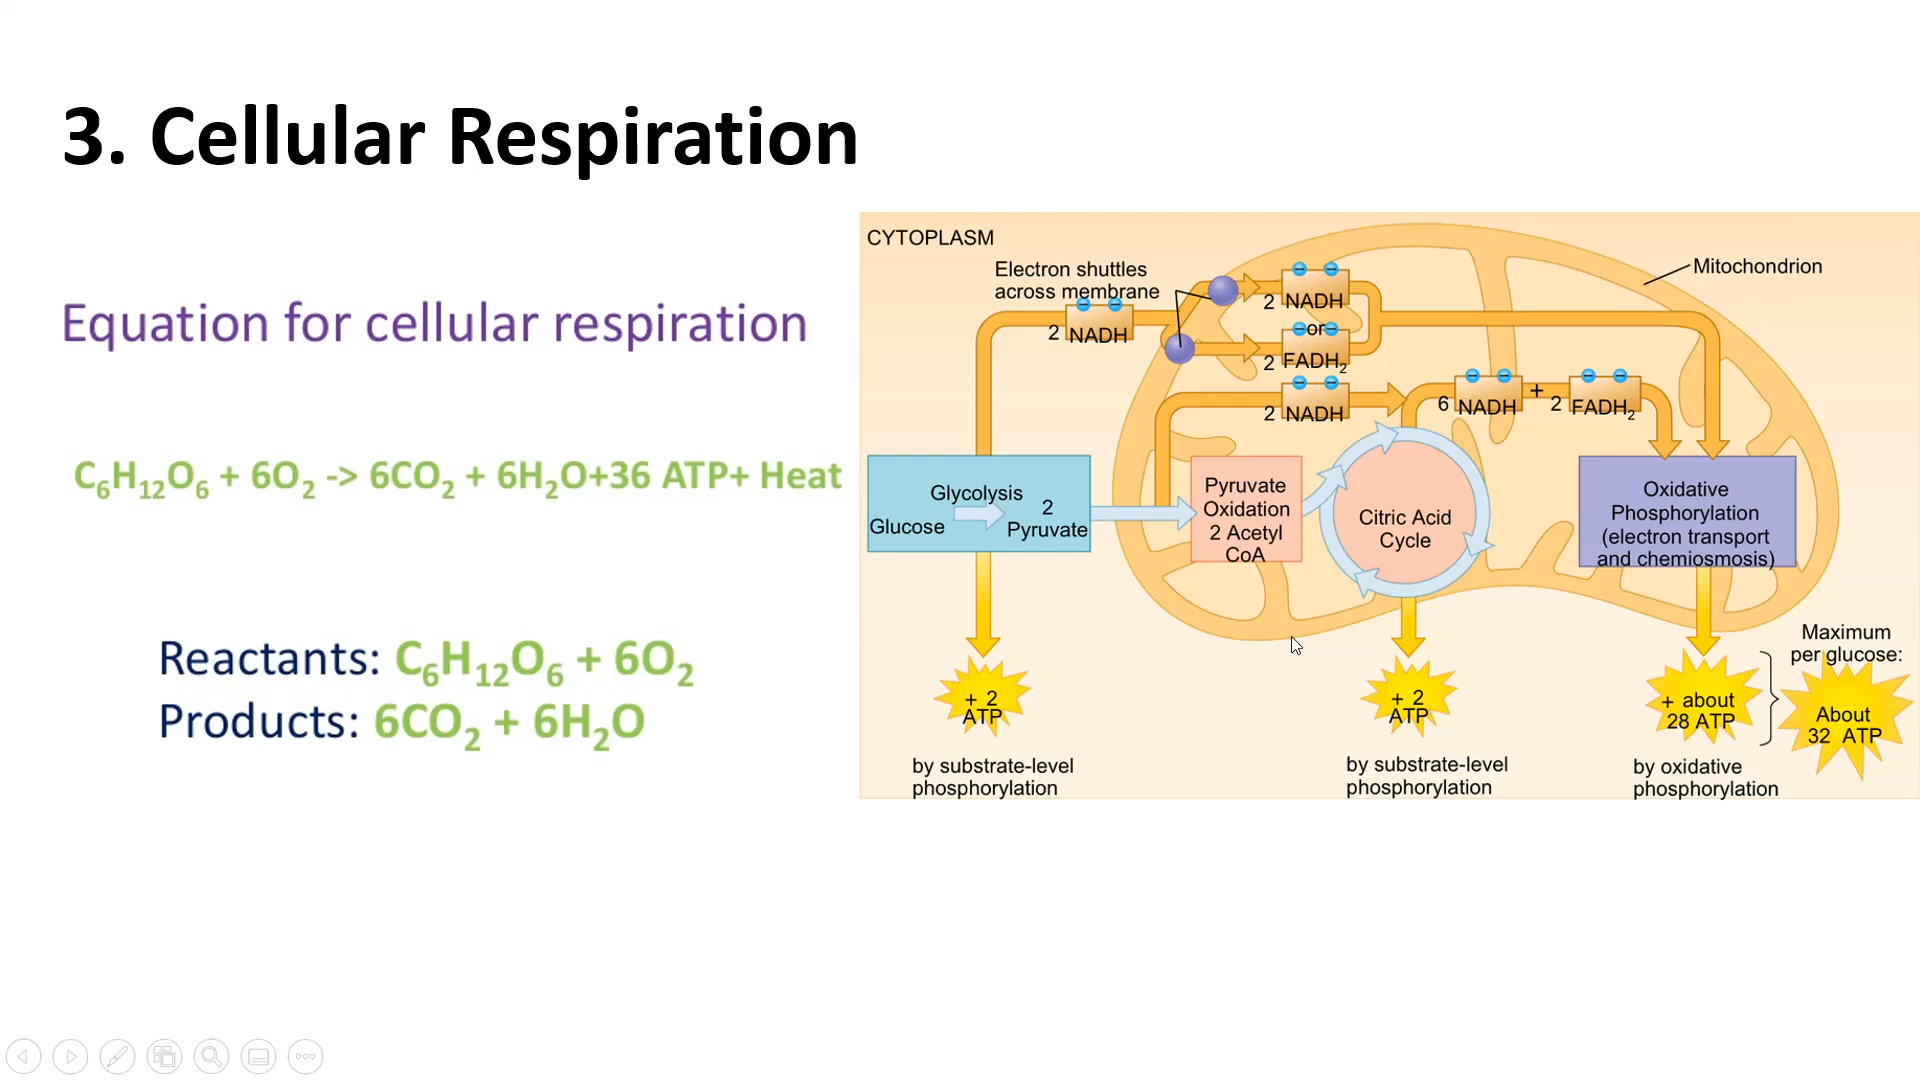 3. Cellular Respiration
Equation for cellular respiration
C₆H₁₂O₆ + 6O₂ -> 6CO₂ + 6H₂O+36 ATP+ Heat
Reactants: C₆H₁₂O₆ + 6O₂
Products: 6CO₂ + 6H₂O
CYTOPLASM
Electron shuttles
across membrane
Mitochondrion
2 NADH
2 NADH
or
2 FADH₂
2 NADH
6 NADH + 2 FADH₂
Glycolysis
Glucose
2
Pyruvate
Pyruvate
Oxidation
2 Acetyl
CoA
Citric Acid
Cycle
Oxidative
Phosphorylation
(electron transport
and chemiosmosis)
+ 2
ATP
by substrate-level
phosphorylation
+ 2
ATP
by substrate-level
phosphorylation
+ about
28 ATP
by oxidative
phosphorylation
Maximum
per glucose:
About
32 ATP